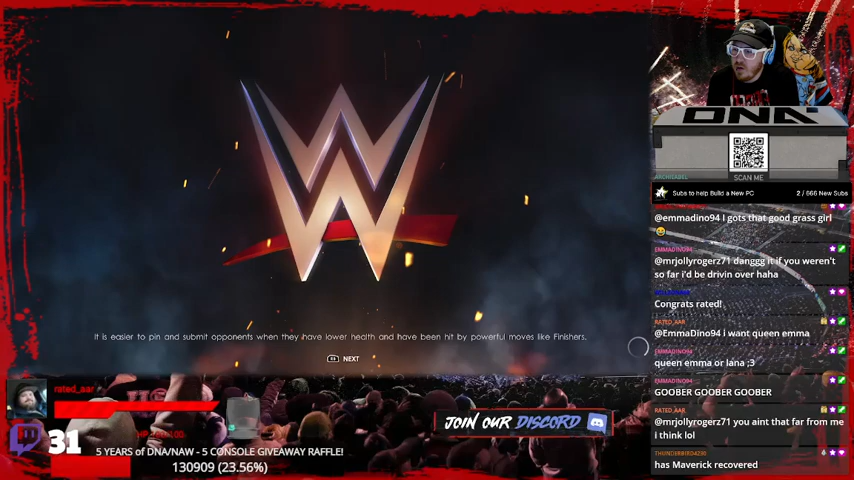 It is easier to pin and submit opponents when they have lower health and have been hit by powerful moves like Finishers.
NEXT
rated_aar
31
5 YEARS of DNA/NAW - 5 CONSOLE GIVEAWAY RAFFLE!
130909 (23.56%)
JOIN OUR DISCORD
DNA
SCAN ME
Subs to help Build a New PC
2 / 666 New Subs
@emmadino94 I gots that good grass girl
EMMADINO94
@mrjollyrogerz71 danggg it if you weren't
so far i'd be drivin over haha
Congrats rated!
RATED_AAR
@EmmaDino94 i want queen emma
EMMADINO94
queen emma or lana ;3
EMMADINO94
GOOBER GOOBER GOOBER
RATED_AAR
@mrjollyrogerz71 you aint that far from me
i think lol
THUNDERBIRD4236
has Maverick recovered